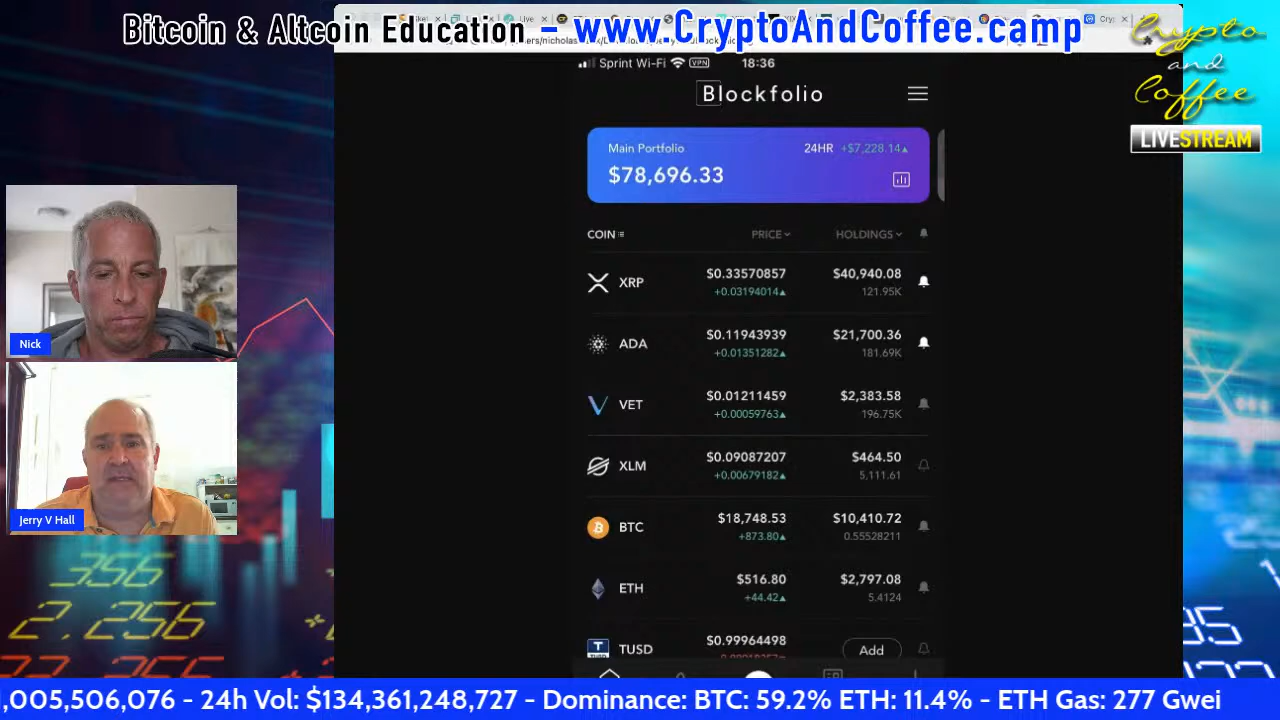 Bitcoin & Altcoin Education – www.CryptoAndCoffee.camp
Crypto
and
Coffee
LIVESTREAM
Sprint Wi-Fi VPN 18:36
Blockfolio
Main Portfolio 24HR +$7,228.14▲
$78,696.33
COIN PRICE HOLDINGS
XRP $0.33570857 $40,940.08
+0.03194014▲ 121.95K
ADA $0.11943939 $21,700.36
+0.01351282▲ 181.69K
VET $0.01211459 $2,383.58
+0.00059763▲ 196.75K
XLM $0.09087207 $464.50
+0.00679182▲ 5,111.61
BTC $18,748.53 $10,410.72
+873.80▲ 0.55528211
ETH $516.80 $2,797.08
+44.42▲ 5.4124
TUSD $0.99964498 Add
Nick
Jerry V Hall
356
2.256
1,005,506,076 - 24h Vol: $134,361,248,727 - Dominance: BTC: 59.2% ETH: 11.4% - ETH Gas: 277 Gwei